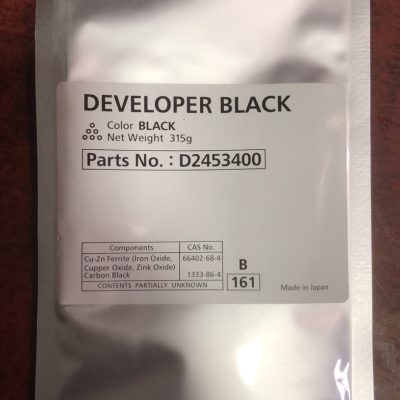 DEVELOPER BLACK
Color BLACK
Net Weight 315g
Parts No. : D2453400
Components CAS No.
Cu-Zn Ferrite (Iron Oxide, 66402-68-4
Cupper Oxide, Zink Oxide)
Carbon Black 1333-86-4
CONTENTS PARTIALLY UNKNOWN
B
161
Made in Japan